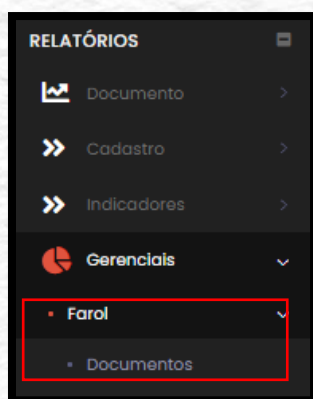 RELATÓRIOS
Documento
Cadastro
Indicadores
Gerenciais
Farol
Documentos